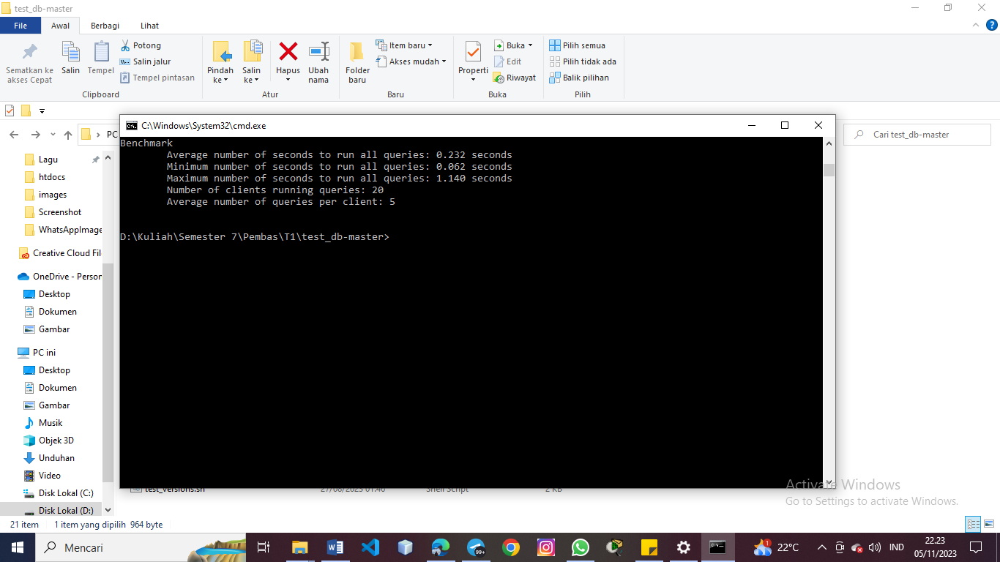 test_db-master
File Awal Berbagi Lihat
Sematkan ke akses Cepat
Salin
Tempel
Potong
Salin jalur
Tempel pintasan
Clipboard
Pindah ke
Salin ke
Hapus
Ubah nama
Atur
Folder baru
Item baru
Akses mudah
Baru
Properti
Buka
Edit
Riwayat
Buka
Pilih semua
Pilih tidak ada
Balik pilihan
Pilih
PC
Cari test_db-master
C:\Windows\System32\cmd.exe
Benchmark
Average number of seconds to run all queries: 0.232 seconds
Minimum number of seconds to run all queries: 0.062 seconds
Maximum number of seconds to run all queries: 1.140 seconds
Number of clients running queries: 20
Average number of queries per client: 5
D:\Kuliah\Semester 7\Pembas\T1\test_db-master>
Lagu
htdocs
images
Screenshot
WhatsAppImage
Creative Cloud Fil
OneDrive - Person
Desktop
Dokumen
Gambar
PC ini
Desktop
Dokumen
Gambar
Musik
Objek 3D
Unduhan
Video
Disk Lokal (C:)
Disk Lokal (D:)
test_versions.sh 27/08/2023 01.46 Shell Script 2 KB
Activate Windows
Go to Settings to activate Windows.
21 item 1 item yang dipilih 964 byte
Mencari
99+
1
22°C
IND
22.23
05/11/2023